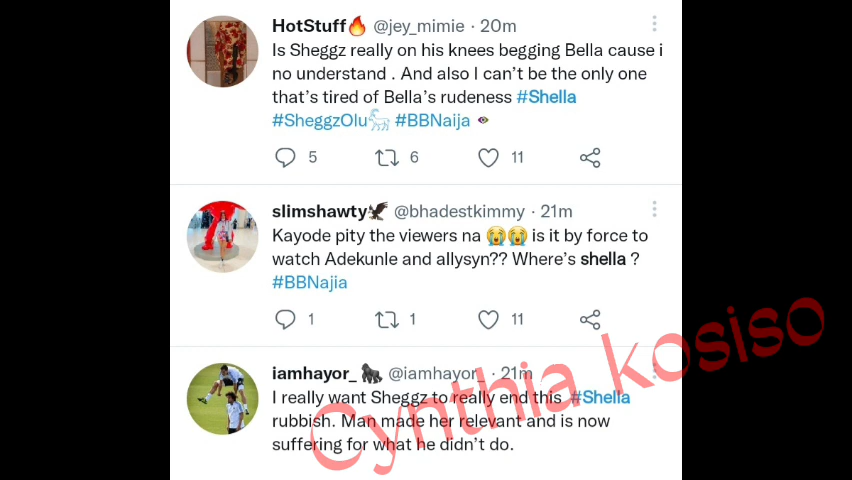 HotStuff🔥 @jey_mimie · 20m
Is Sheggz really on his knees begging Bella cause i
no understand . And also I can't be the only one
that's tired of Bella's rudeness #Shella
#SheggzOlu #BBNaija
5 6 11
slimshawty🦅 @bhadestkimmy · 21m
Kayode pity the viewers na 😭😭 is it by force to
watch Adekunle and allysyn?? Where's shella ?
#BBNajia
1 1 11
iamhayor_ 🦍 @iamhayor_ · 21m
I really want Sheggz to really end this #Shella
rubbish. Man made her relevant and is now
suffering for what he didn't do.
Cynthia kosiso